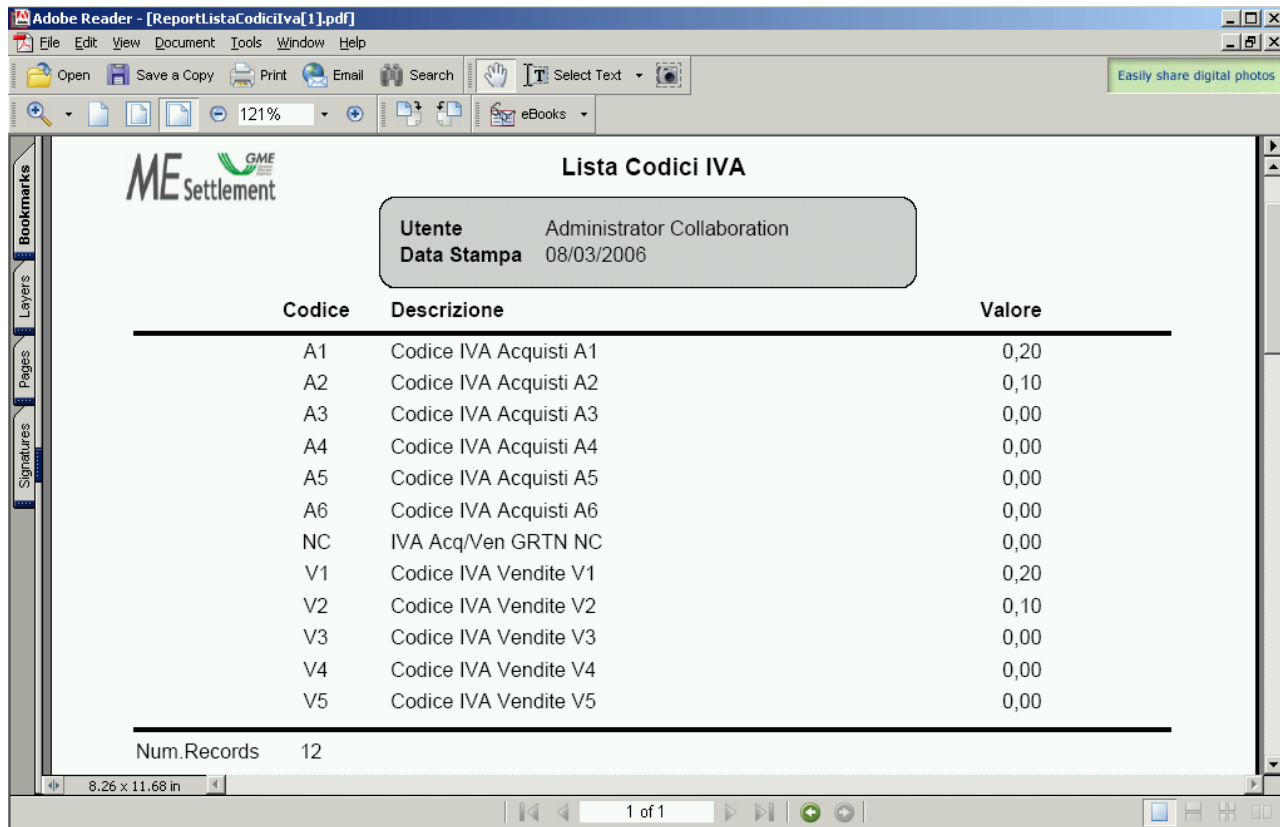 Adobe Reader - [ReportListaCodiciIva[1].pdf]
File Edit View Document Tools Window Help
Open Save a Copy Print Email Search Select Text Easily share digital photos
121% eBooks
Bookmarks
Layers
Pages
Signatures
ME Settlement GME
Lista Codici IVA
Utente Administrator Collaboration
Data Stampa 08/03/2006
Codice Descrizione Valore
A1 Codice IVA Acquisti A1 0,20
A2 Codice IVA Acquisti A2 0,10
A3 Codice IVA Acquisti A3 0,00
A4 Codice IVA Acquisti A4 0,00
A5 Codice IVA Acquisti A5 0,00
A6 Codice IVA Acquisti A6 0,00
NC IVA Acq/Ven GRTN NC 0,00
V1 Codice IVA Vendite V1 0,20
V2 Codice IVA Vendite V2 0,10
V3 Codice IVA Vendite V3 0,00
V4 Codice IVA Vendite V4 0,00
V5 Codice IVA Vendite V5 0,00
Num.Records 12
8.26 x 11.68 in
1 of 1